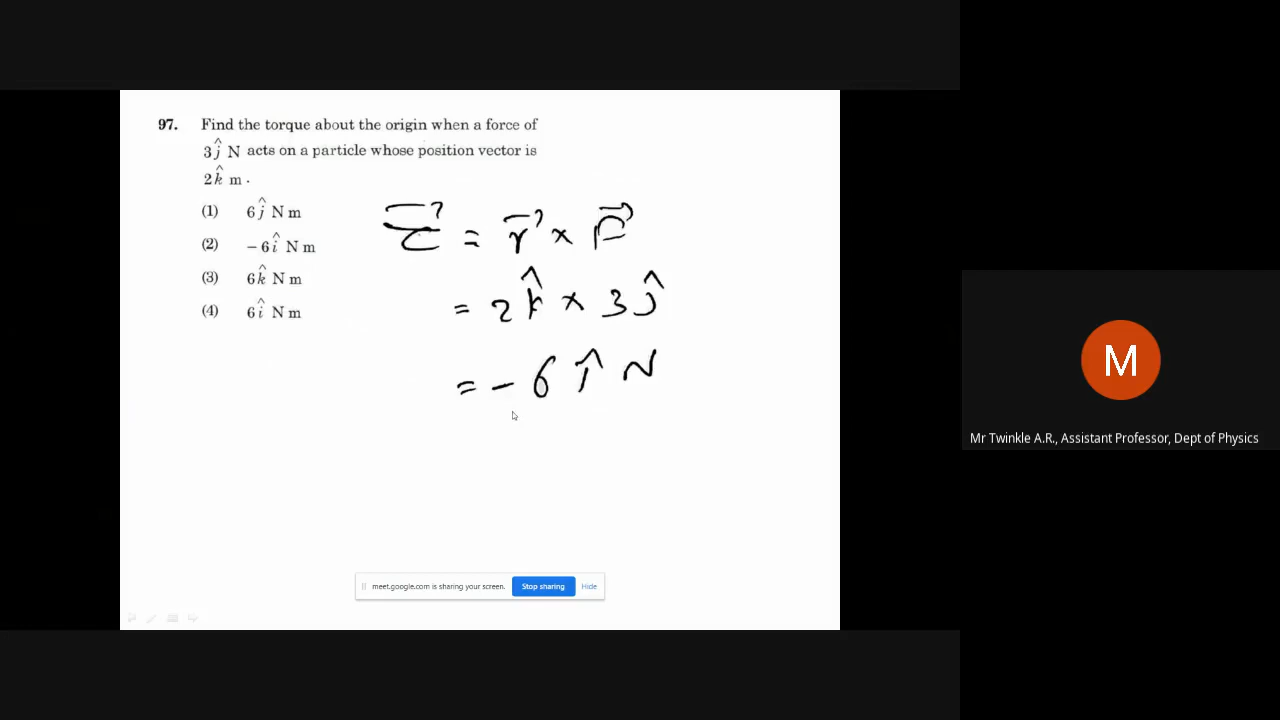 97. Find the torque about the origin when a force of
3ĵ N acts on a particle whose position vector is
2k̂ m .
(1) 6ĵ N m
(2) – 6î N m
(3) 6k̂ N m
(4) 6î N m
τ⃗ = r⃗ × F⃗
= 2k̂ × 3ĵ
= – 6 î N
M
Mr Twinkle A.R., Assistant Professor, Dept of Physics
meet.google.com is sharing your screen. Stop sharing Hide